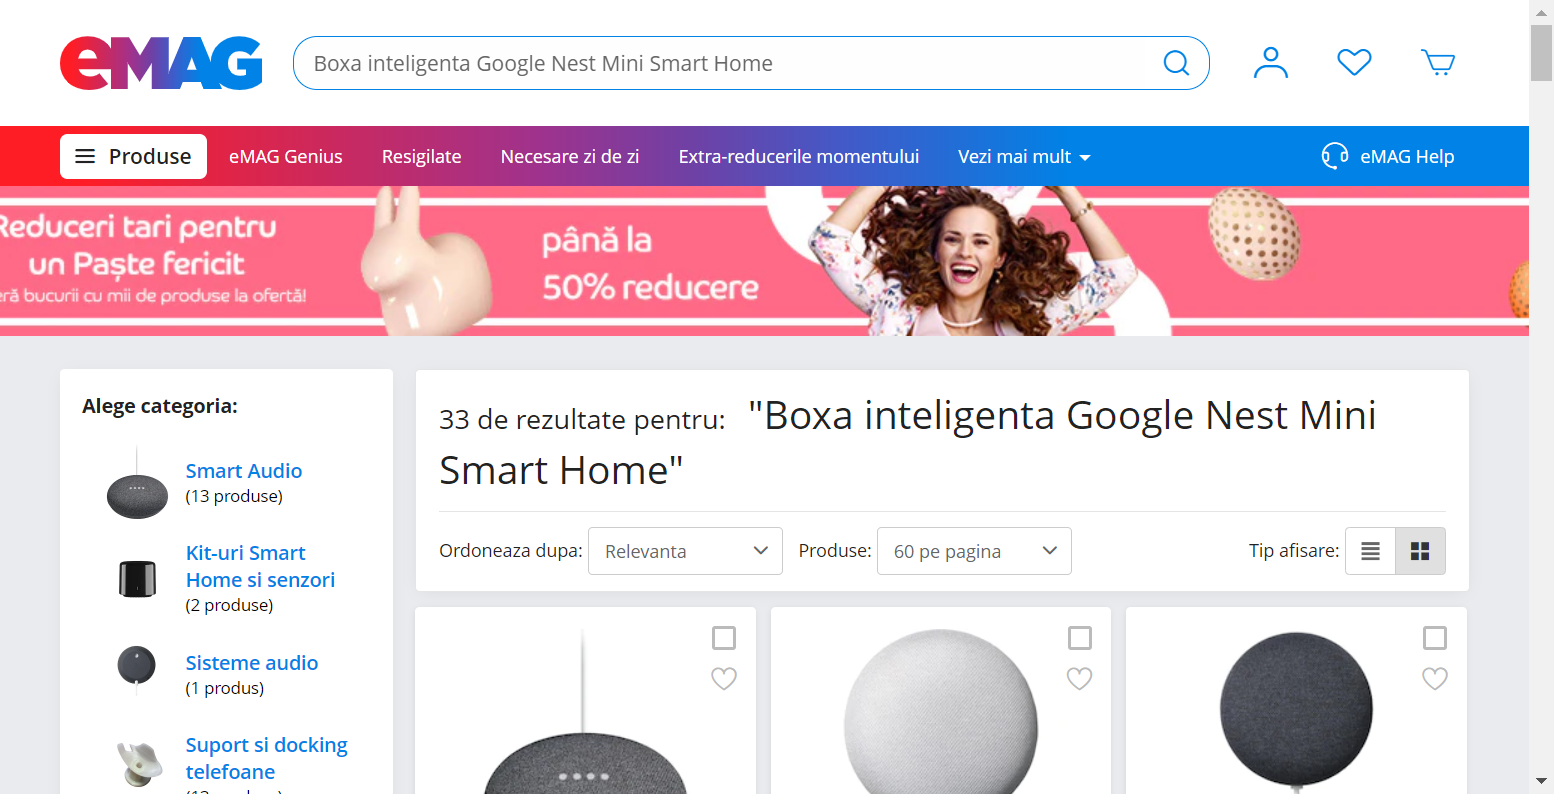 eMAG
Boxa inteligenta Google Nest Mini Smart Home
Produse
eMAG Genius
Resigilate
Necesare zi de zi
Extra-reducerile momentului
Vezi mai mult
eMAG Help
Reduceri tari pentru
un Paște fericit
eră bucurii cu mii de produse la ofertă!
până la
50% reducere
Alege categoria:
Smart Audio
(13 produse)
Kit-uri Smart
Home si senzori
(2 produse)
Sisteme audio
(1 produs)
Suport si docking
telefoane
33 de rezultate pentru: "Boxa inteligenta Google Nest Mini
Smart Home"
Ordoneaza dupa: Relevanta
Produse: 60 pe pagina
Tip afisare: